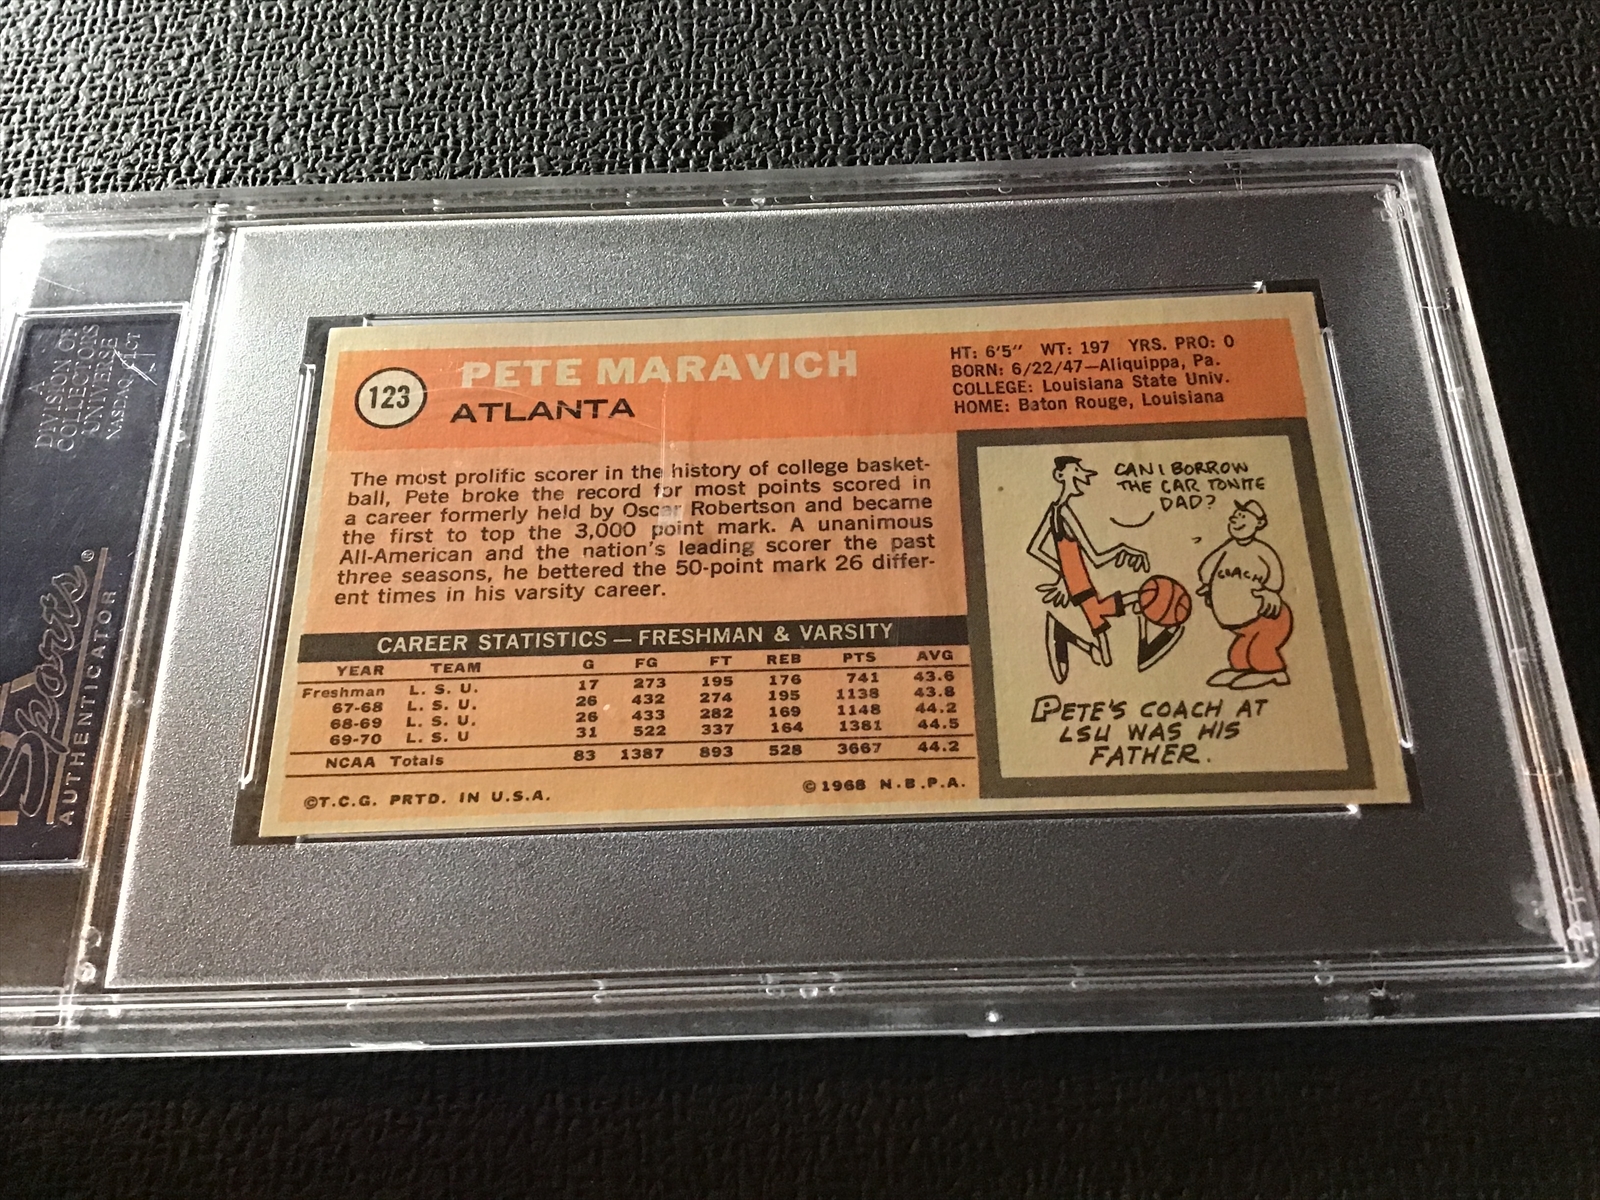 A
DIVISION OF
COLLECTORS
UNIVERSE
NASDAQ: CLCT
Sports®
AUTHENTICATOR
123
PETE MARAVICH
ATLANTA
HT: 6'5" WT: 197 YRS. PRO: 0
BORN: 6/22/47—Aliquippa, Pa.
COLLEGE: Louisiana State Univ.
HOME: Baton Rouge, Louisiana
The most prolific scorer in the history of college basket-
ball, Pete broke the record for most points scored in
a career formerly held by Oscar Robertson and became
the first to top the 3,000 point mark. A unanimous
All-American and the nation's leading scorer the past
three seasons, he bettered the 50-point mark 26 differ-
ent times in his varsity career.
CAREER STATISTICS — FRESHMAN & VARSITY
YEAR TEAM G FG FT REB PTS AVG
Freshman L. S. U. 17 273 195 176 741 43.6
67-68 L. S. U. 26 432 274 195 1138 43.8
68-69 L. S. U. 26 433 282 169 1148 44.2
69-70 L. S. U 31 522 337 164 1381 44.5
NCAA Totals 83 1387 893 528 3667 44.2
©T.C.G. PRTD. IN U.S.A.
©1968 N.B.P.A.
CAN I BORROW
THE CAR TONITE
DAD?
COACH
PETE'S COACH AT
LSU WAS HIS
FATHER.